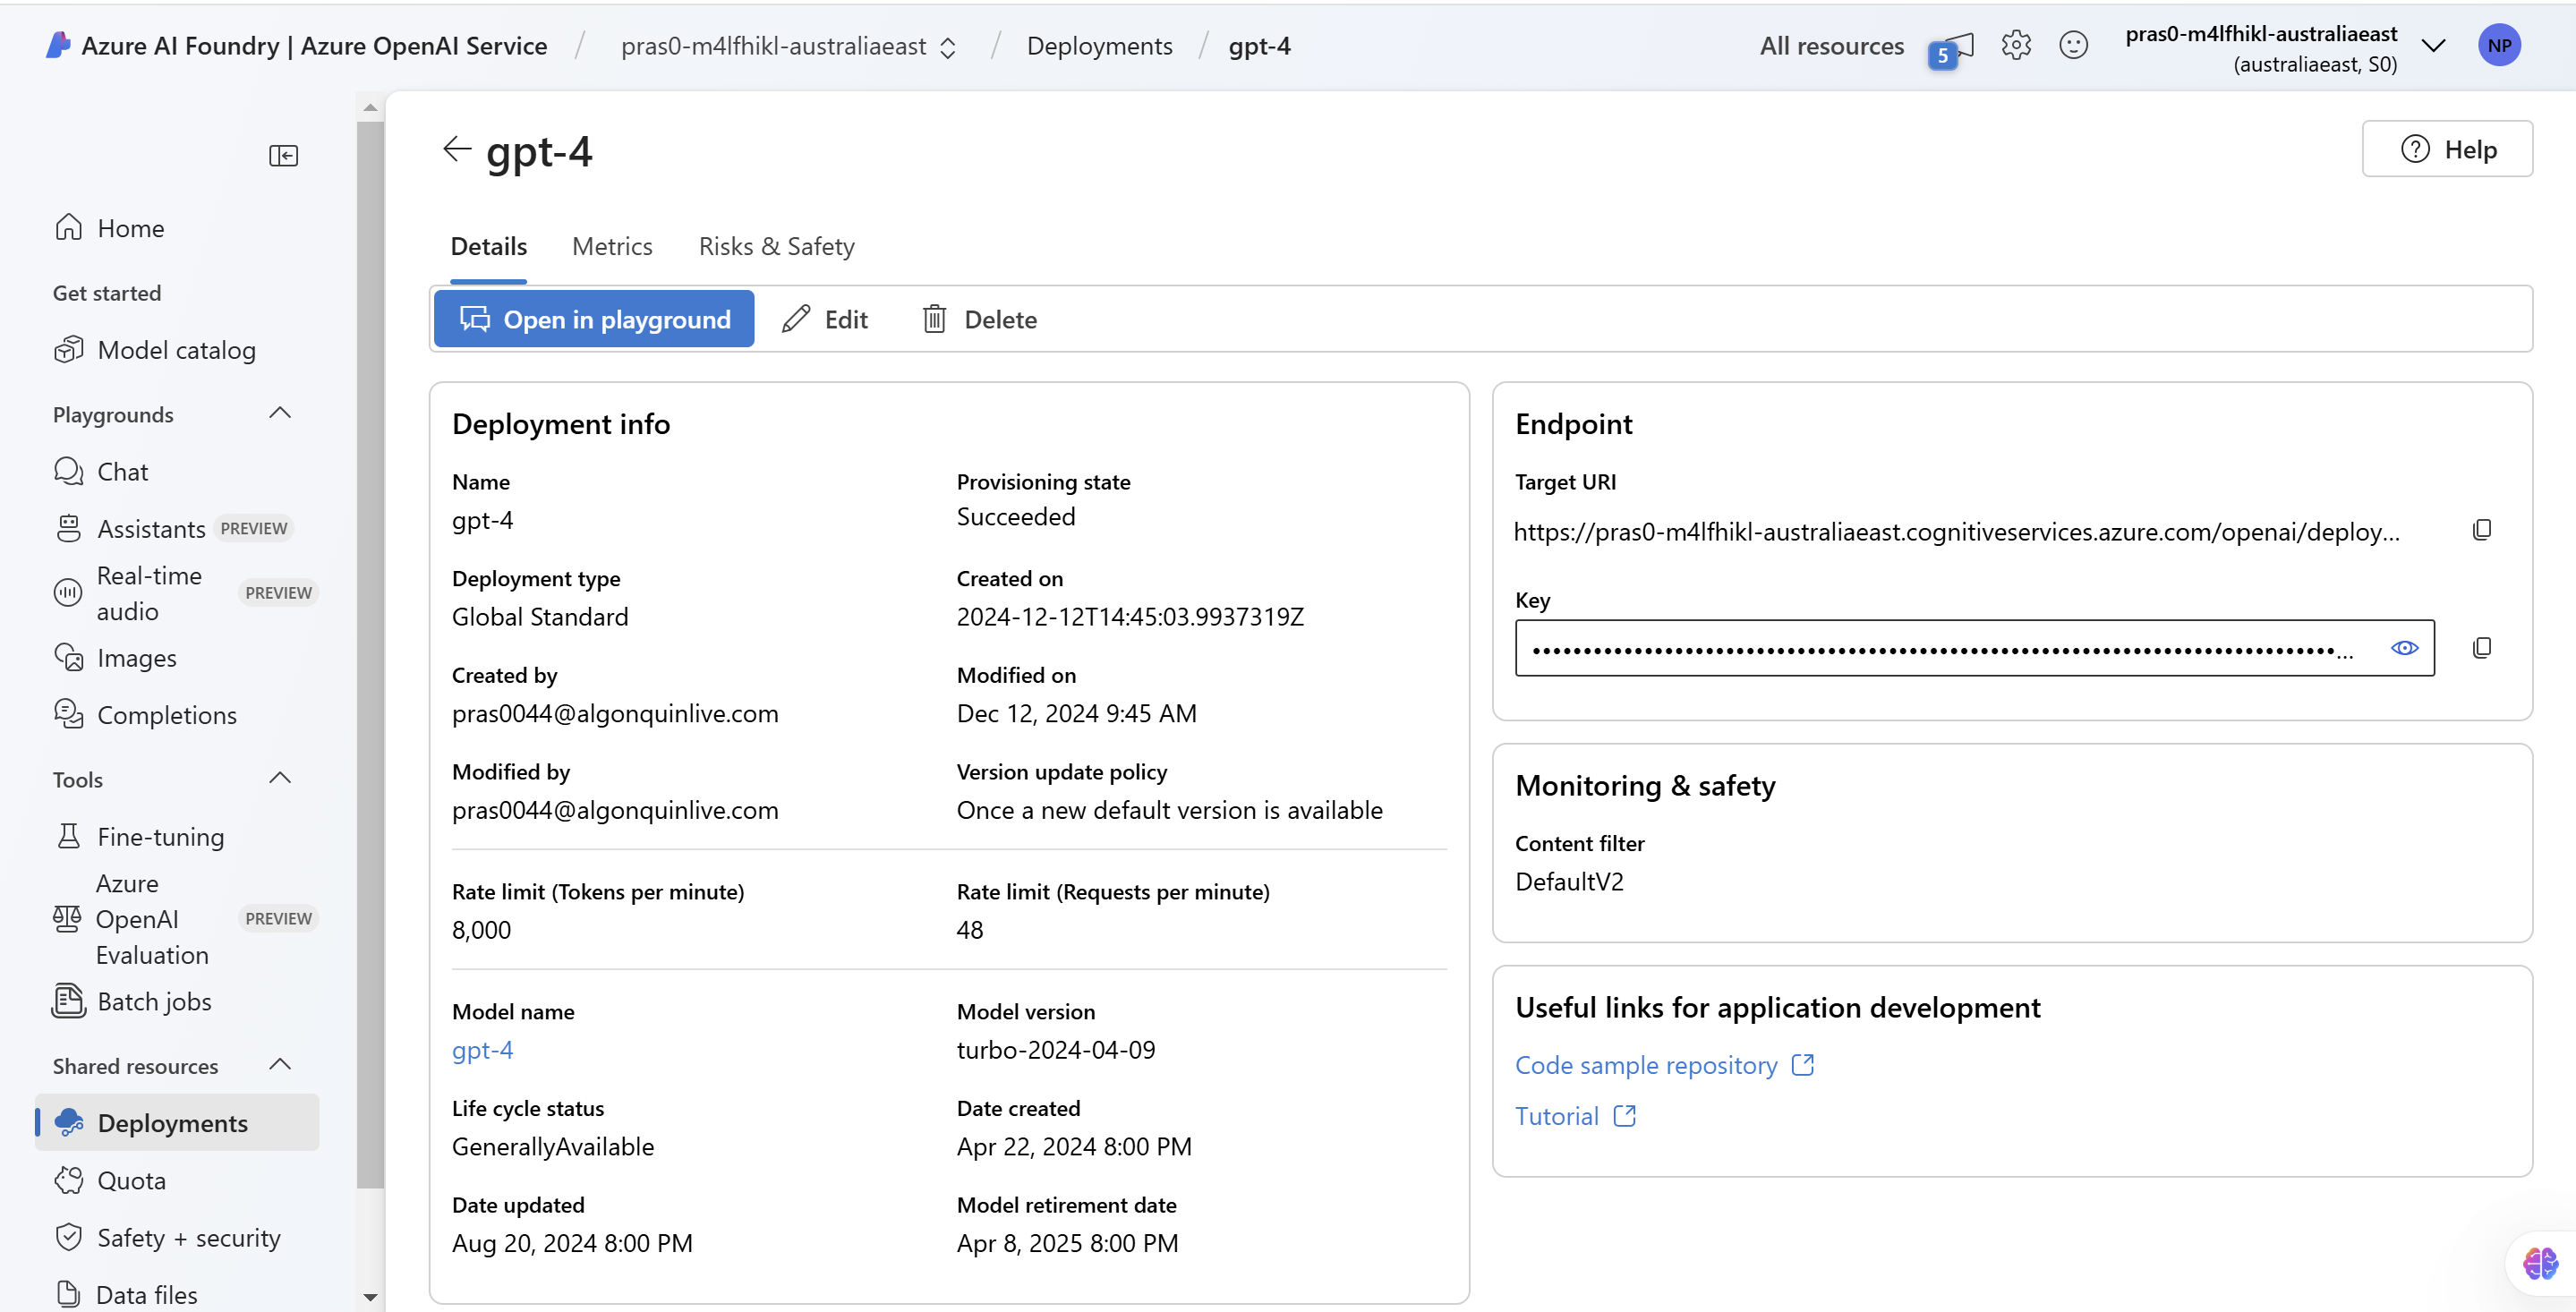 Azure AI Foundry | Azure OpenAI Service / pras0-m4lfhikl-australiaeast / Deployments / gpt-4
All resources
5
pras0-m4lfhikl-australiaeast
(australiaeast, S0)
NP
Home
Get started
Model catalog
Playgrounds
Chat
Assistants PREVIEW
Real-time
audio
PREVIEW
Images
Completions
Tools
Fine-tuning
Azure
OpenAI
Evaluation
PREVIEW
Batch jobs
Shared resources
Deployments
Quota
Safety + security
Data files
gpt-4
Help
Details Metrics Risks & Safety
Open in playground Edit Delete
Deployment info
Name
gpt-4
Provisioning state
Succeeded
Deployment type
Global Standard
Created on
2024-12-12T14:45:03.9937319Z
Created by
pras0044@algonquinlive.com
Modified on
Dec 12, 2024 9:45 AM
Modified by
pras0044@algonquinlive.com
Version update policy
Once a new default version is available
Rate limit (Tokens per minute)
8,000
Rate limit (Requests per minute)
48
Model name
gpt-4
Model version
turbo-2024-04-09
Life cycle status
GenerallyAvailable
Date created
Apr 22, 2024 8:00 PM
Date updated
Aug 20, 2024 8:00 PM
Model retirement date
Apr 8, 2025 8:00 PM
Endpoint
Target URI
https://pras0-m4lfhikl-australiaeast.cognitiveservices.azure.com/openai/deploy...
Key
Monitoring & safety
Content filter
DefaultV2
Useful links for application development
Code sample repository
Tutorial